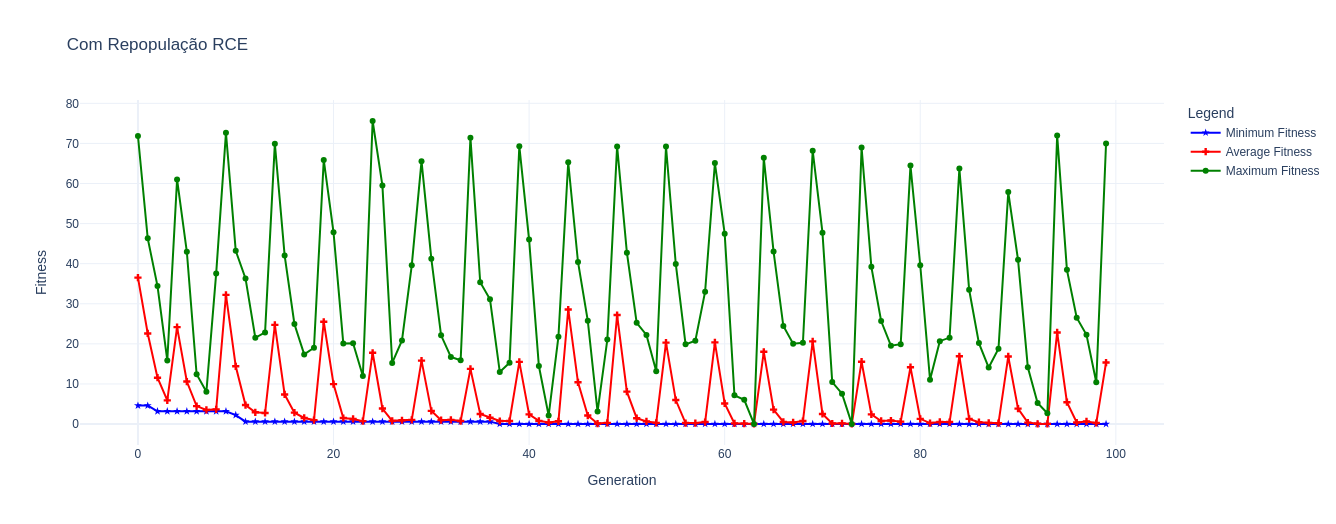 Com Repopulação RCE
Legend
Minimum Fitness
Average Fitness
Maximum Fitness
80
70
60
50
40
30
20
10
0
Fitness
0 20 40 60 80 100
Generation